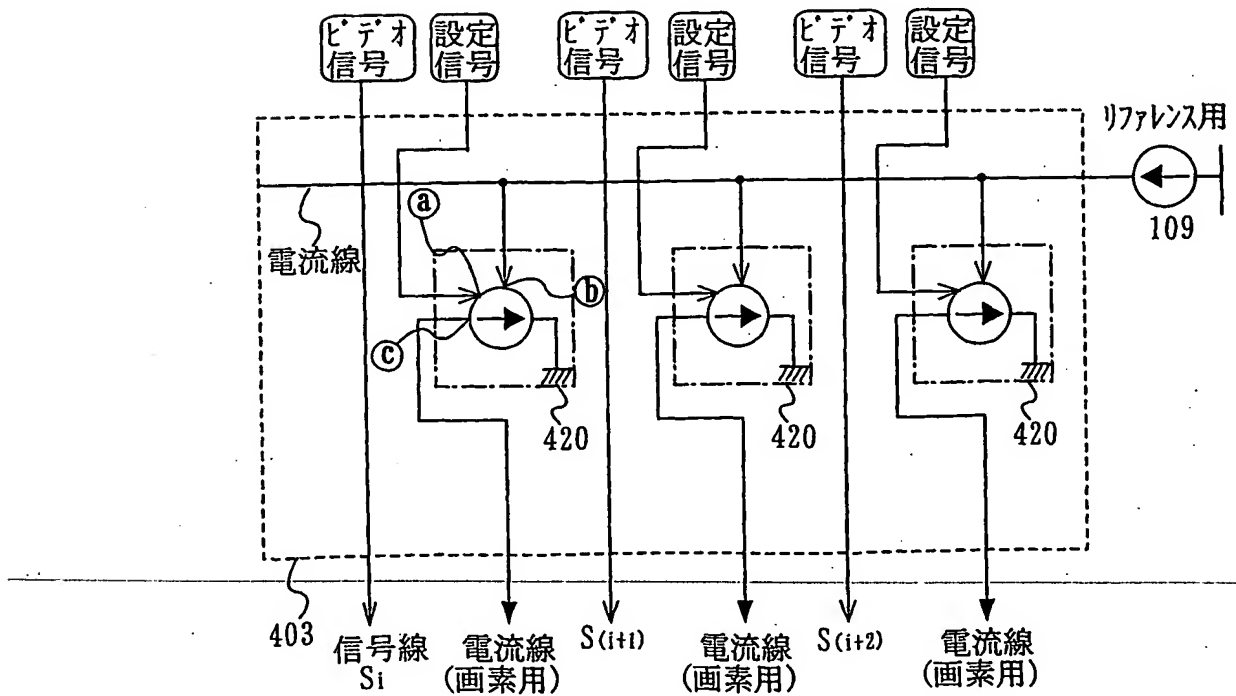 ビデオ
信号
設定
信号
ビデオ
信号
設定
信号
ビデオ
信号
設定
信号
リファレンス用
109
電流線
ⓐ
ⓑ
ⓒ
420
420
420
403
信号線
Si
電流線
(画素用)
S(i+1)
電流線
(画素用)
S(i+2)
電流線
(画素用)